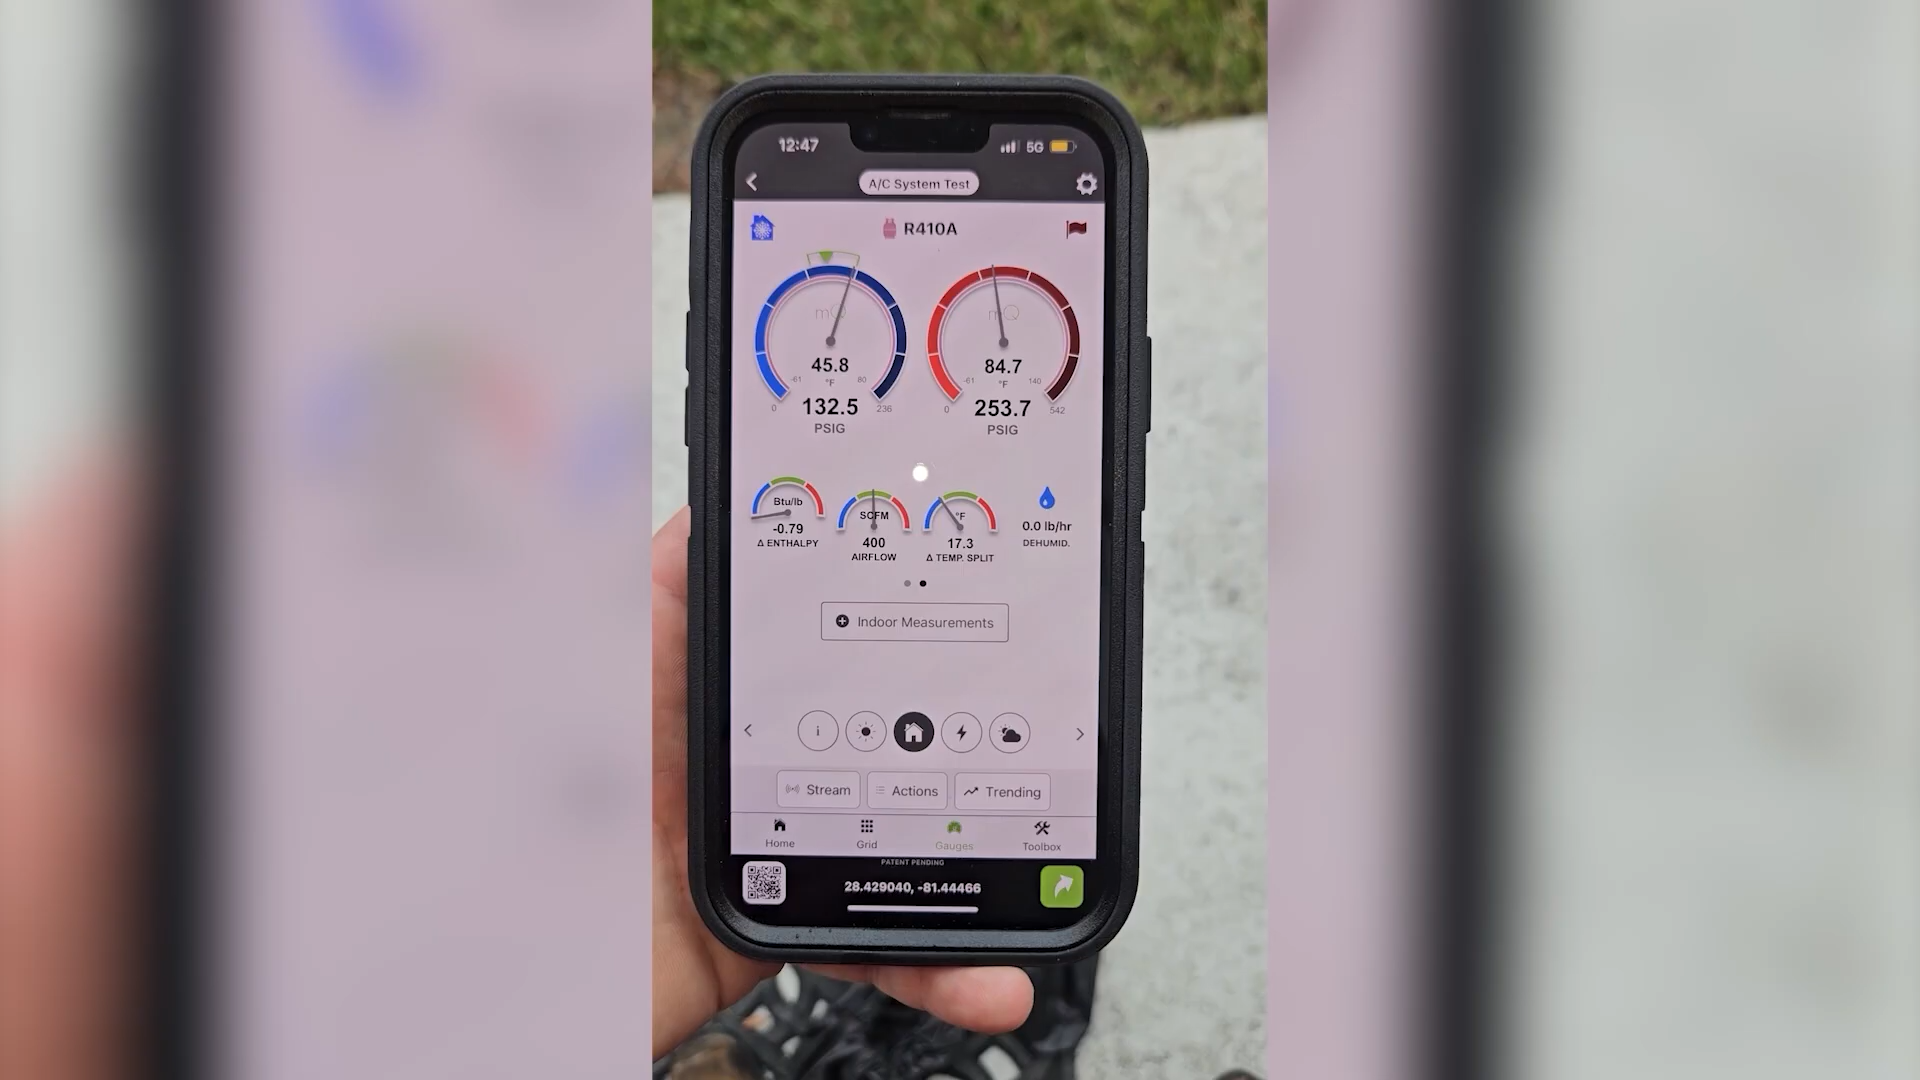 12:47
5G
A/C System Test
R410A
mQ
mQ
45.8
°F
-61
80
0
132.5
236
PSIG
84.7
°F
-61
140
0
253.7
542
PSIG
Btu/lb
-0.79
Δ ENTHALPY
SCFM
400
AIRFLOW
°F
17.3
Δ TEMP. SPLIT
0.0 lb/hr
DEHUMID.
Indoor Measurements
i
Stream
Actions
Trending
Home
Grid
Gauges
Toolbox
PATENT PENDING
28.429040, -81.44466